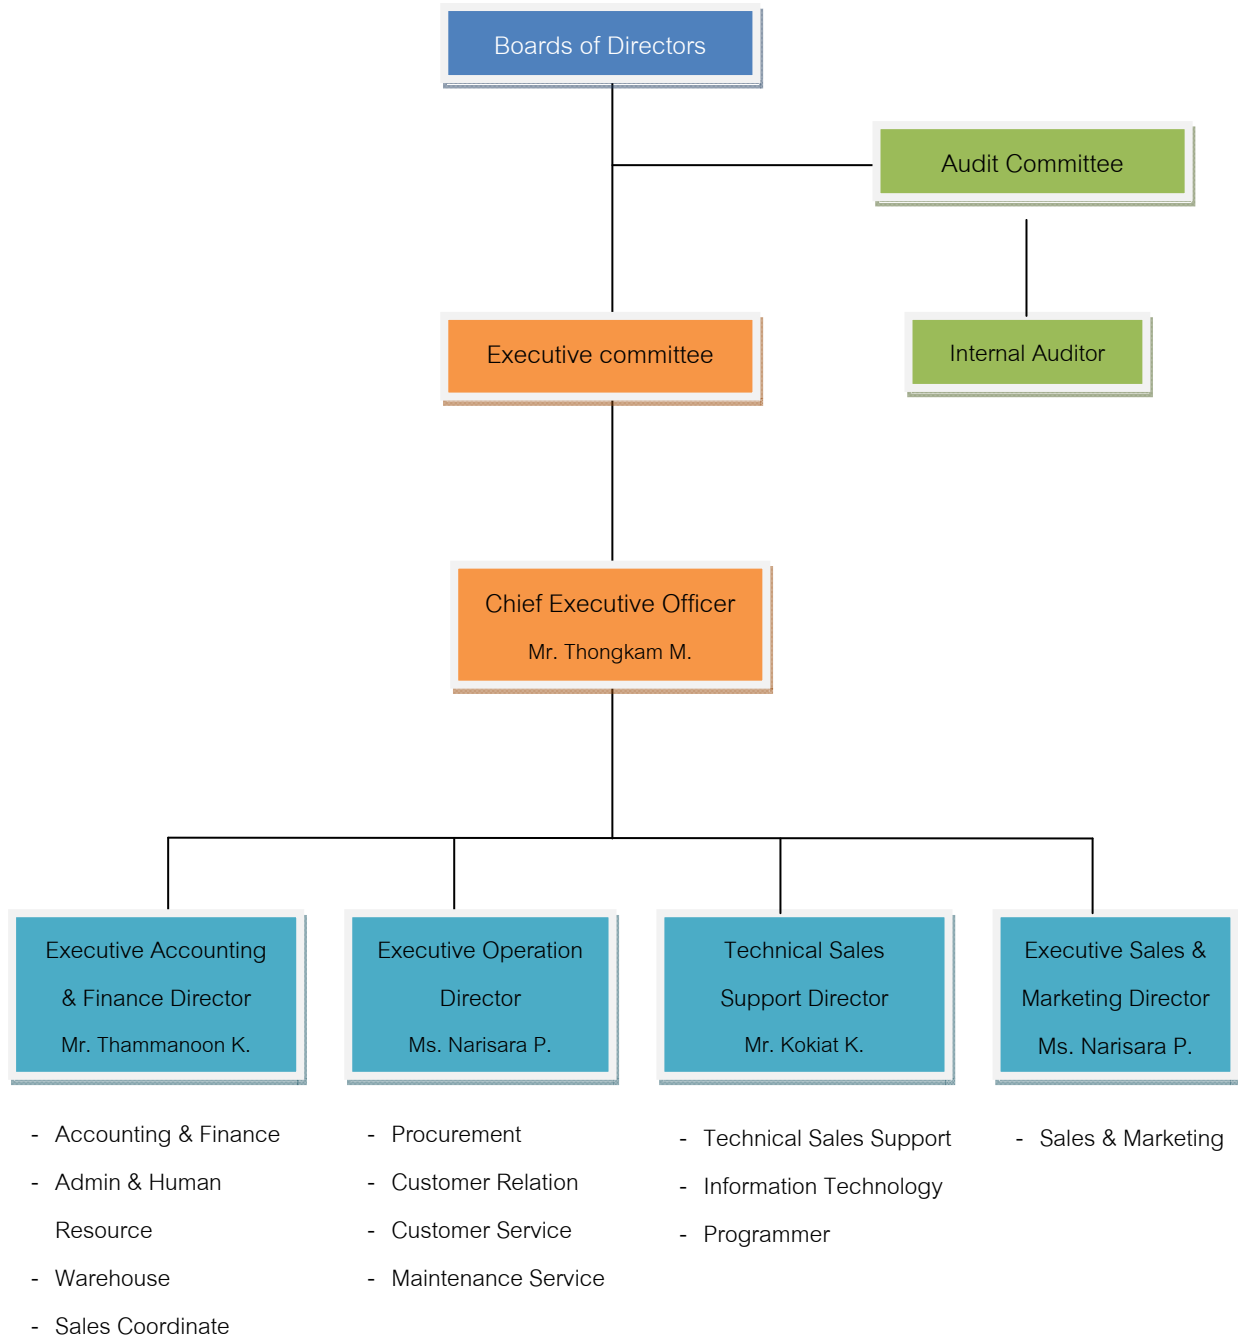 Boards of Directors
Audit Committee
Executive committee
Internal Auditor
Chief Executive Officer
Mr. Thongkam M.
Executive Accounting
& Finance Director
Mr. Thammanoon K.
Executive Operation
Director
Ms. Narisara P.
Technical Sales
Support Director
Mr. Kokiat K.
Executive Sales &
Marketing Director
Ms. Narisara P.
- Accounting & Finance
- Admin & Human
Resource
- Warehouse
- Sales Coordinate
- Procurement
- Customer Relation
- Customer Service
- Maintenance Service
- Technical Sales Support
- Information Technology
- Programmer
- Sales & Marketing